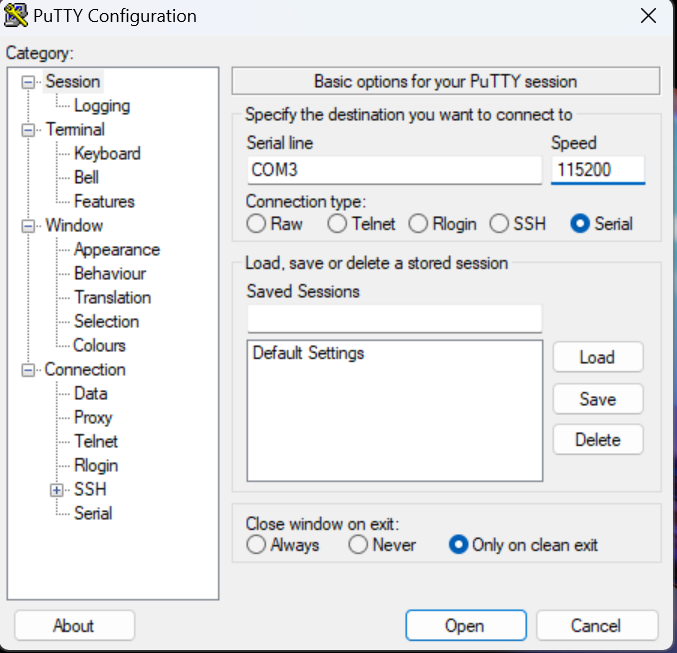 PuTTY Configuration
Category:
Session
Logging
Terminal
Keyboard
Bell
Features
Window
Appearance
Behaviour
Translation
Selection
Colours
Connection
Data
Proxy
Telnet
Rlogin
SSH
Serial
Basic options for your PuTTY session
Specify the destination you want to connect to
Serial line Speed
COM3 115200
Connection type:
Raw Telnet Rlogin SSH Serial
Load, save or delete a stored session
Saved Sessions
Default Settings
Load
Save
Delete
Close window on exit:
Always Never Only on clean exit
About Open Cancel